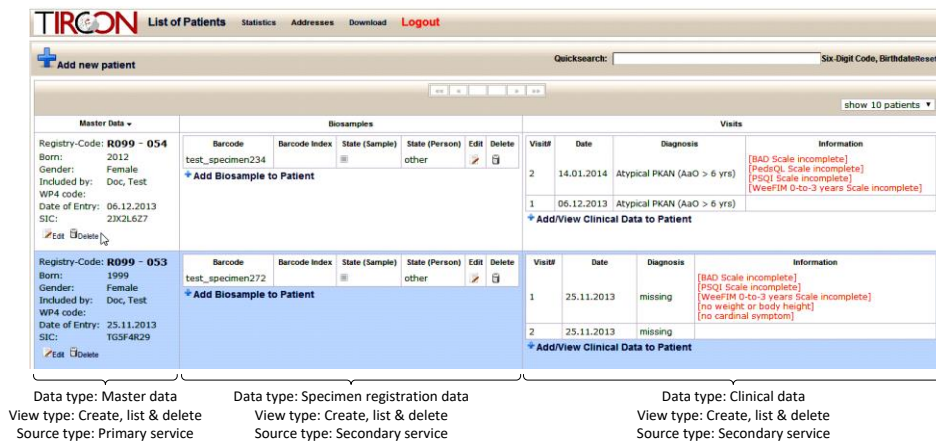 TIRCON List of Patients Statistics Addresses Download Logout
Add new patient
Quicksearch: Six-Digit Code, Birthdate Reset
show 10 patients
Master Data Biosamples Visits
Registry-Code: R099 - 054
Born: 2012
Gender: Female
Included by: Doc, Test
WP4 code:
Date of Entry: 06.12.2013
SIC: 2JX2L6Z7
Edit Delete
Barcode Barcode Index State (Sample) State (Person) Edit Delete
test_specimen234 other
Add Biosample to Patient
Visit# Date Diagnosis Information
2 14.01.2014 Atypical PKAN (AaO > 6 yrs)
[BAD Scale incomplete]
[PedsQL Scale incomplete]
[PSQI Scale incomplete]
[WeeFIM 0-to-3 years Scale incomplete]
1 06.12.2013 Atypical PKAN (AaO > 6 yrs)
Add/View Clinical Data to Patient
Registry-Code: R099 - 053
Born: 1999
Gender: Female
Included by: Doc, Test
WP4 code:
Date of Entry: 25.11.2013
SIC: TG5F4R29
Edit Delete
Barcode Barcode Index State (Sample) State (Person) Edit Delete
test_specimen272 other
Add Biosample to Patient
Visit# Date Diagnosis Information
1 25.11.2013 missing
[BAD Scale incomplete]
[PSQI Scale incomplete]
[WeeFIM 0-to-3 years Scale incomplete]
[no weight or body height]
[no cardinal symptom]
2 25.11.2013 missing
Add/View Clinical Data to Patient
Data type: Master data
View type: Create, list & delete
Source type: Primary service
Data type: Specimen registration data
View type: Create, list & delete
Source type: Secondary service
Data type: Clinical data
View type: Create, list & delete
Source type: Secondary service